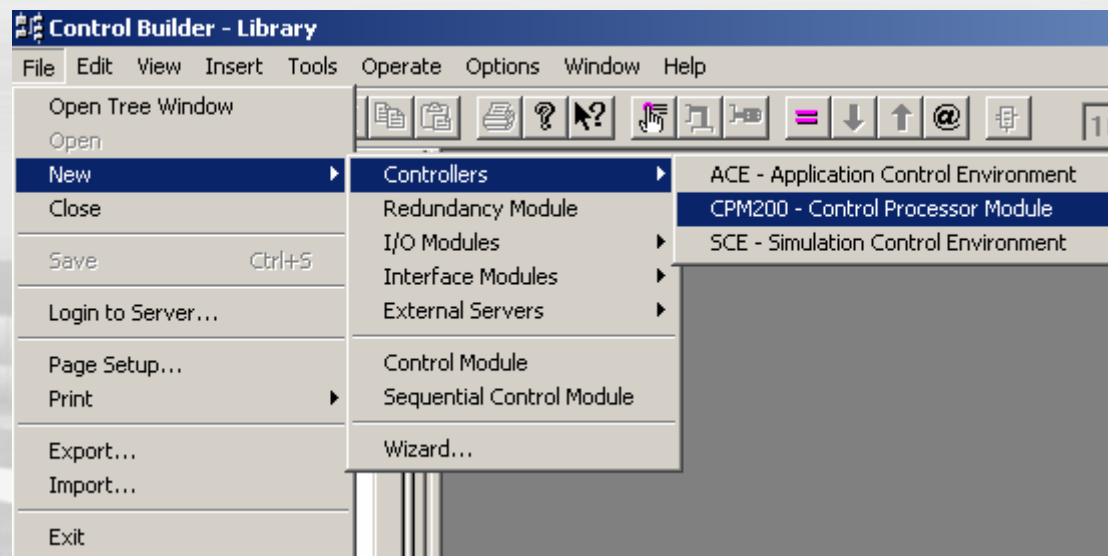 Control Builder - Library
File Edit View Insert Tools Operate Options Window Help
Open Tree Window
Open
New
Close
Save Ctrl+S
Login to Server...
Page Setup...
Print
Export...
Import...
Exit
Controllers
Redundancy Module
I/O Modules
Interface Modules
External Servers
Control Module
Sequential Control Module
Wizard...
ACE - Application Control Environment
CPM200 - Control Processor Module
SCE - Simulation Control Environment